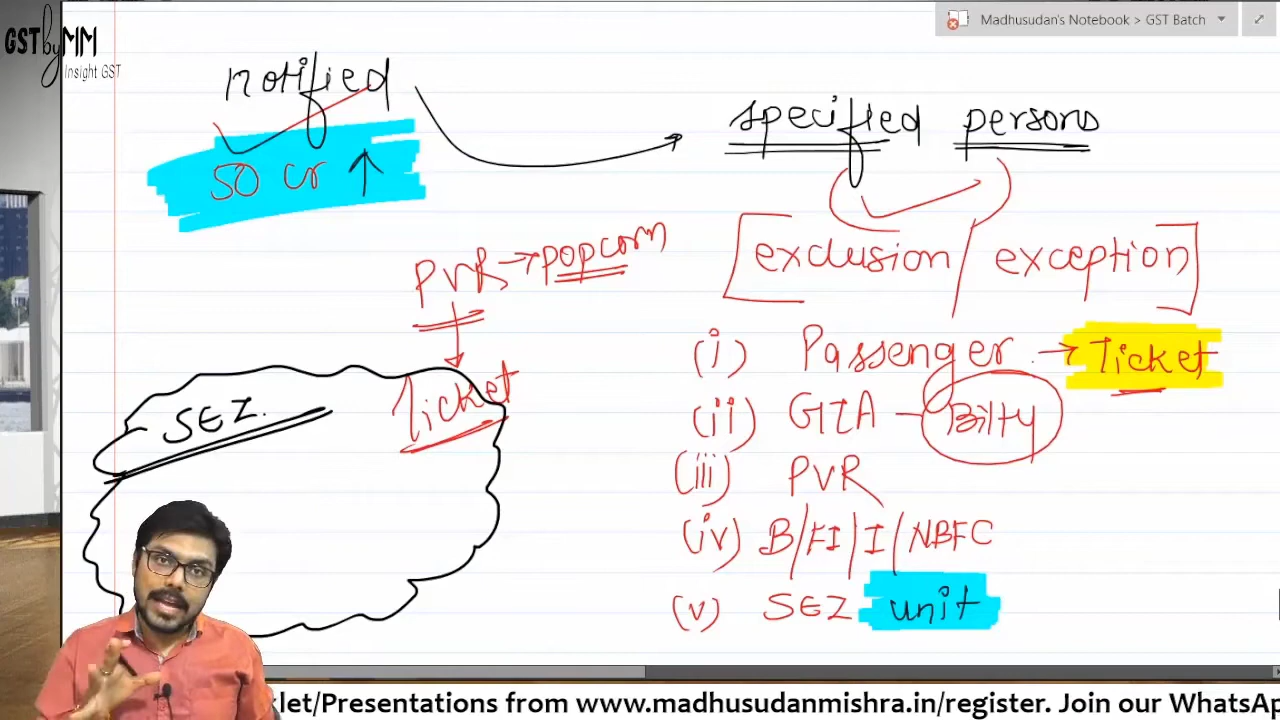 GST by MM
Insight GST
Madhusudan's Notebook > GST Batch
notified
50 cr ↑
specified persons
PVR → popcorn
Ticket
[exclusion / exception]
(i) Passenger → Ticket
(ii) GTA - Bilty
(iii) PVR
(iv) B/FI/I/NBFC
(v) SEZ unit
SEZ.
klet/Presentations from www.madhusudanmishra.in/register. Join our WhatsAp